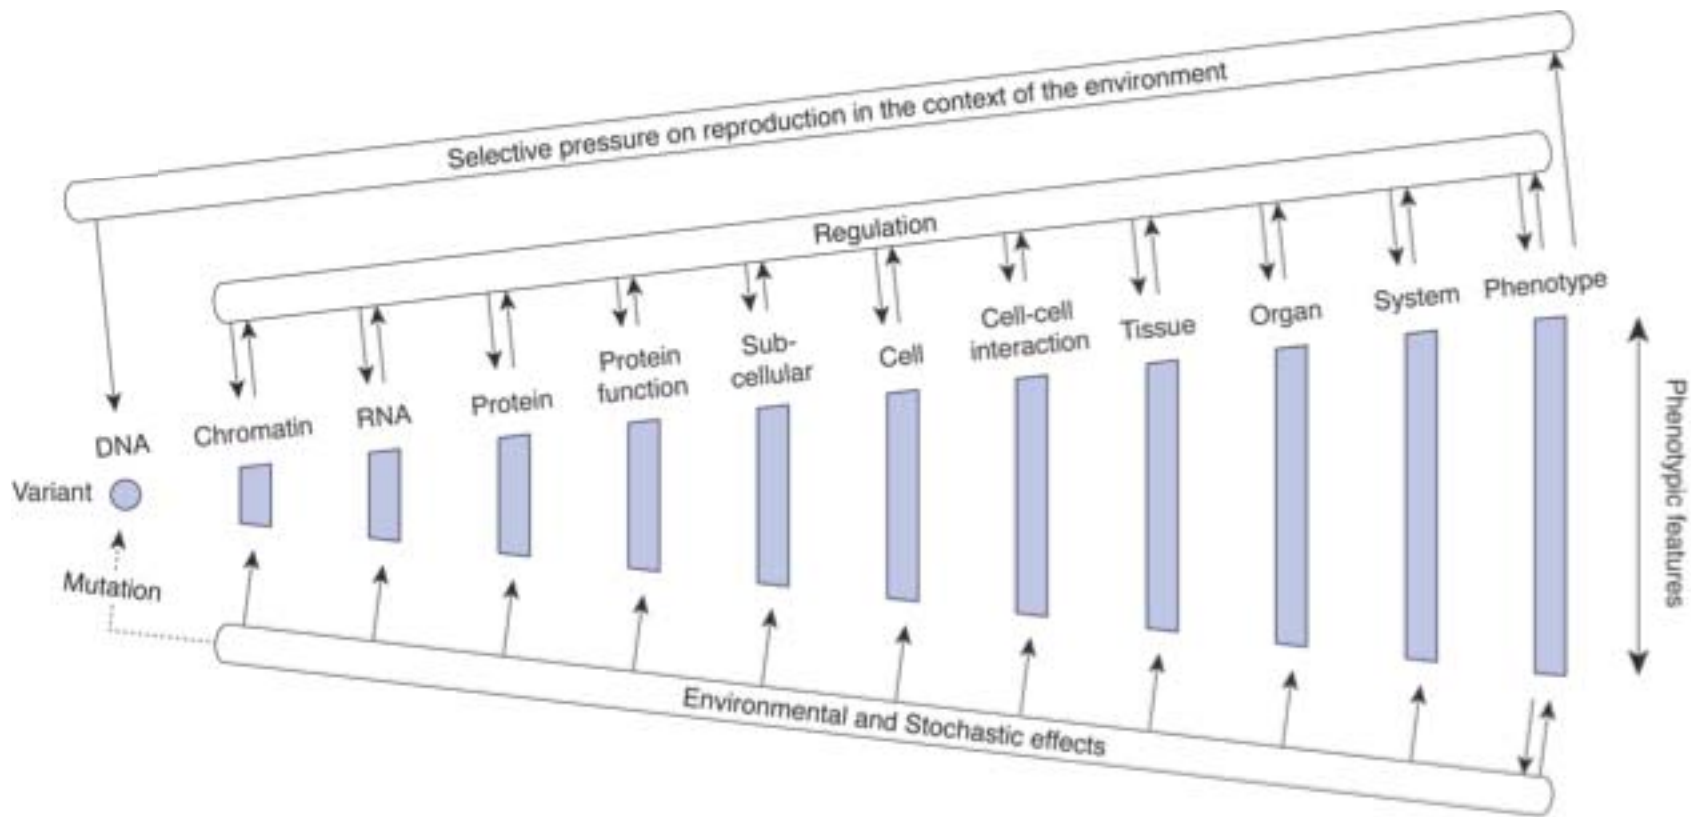 Selective pressure on reproduction in the context of the environment
Regulation
DNA
Chromatin
RNA
Protein
Protein
function
Sub-
cellular
Cell
Cell-cell
interaction
Tissue
Organ
System
Phenotype
Variant
Mutation
Phenotypic features
Environmental and Stochastic effects